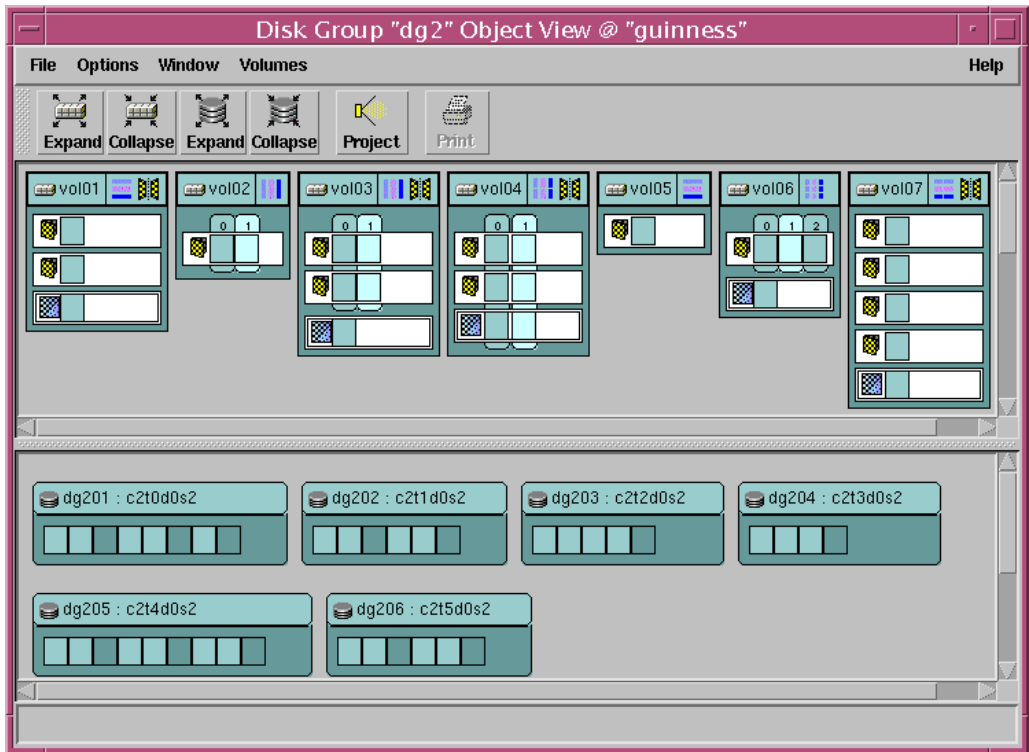 Disk Group "dg2" Object View @ "guinness"
File Options Window Volumes Help
Expand Collapse Expand Collapse Project Print
vol01 vol02 vol03 vol04 vol05 vol06 vol07
0 1 0 1 0 1 0 1 2
dg201 : c2t0d0s2 dg202 : c2t1d0s2 dg203 : c2t2d0s2 dg204 : c2t3d0s2
dg205 : c2t4d0s2 dg206 : c2t5d0s2